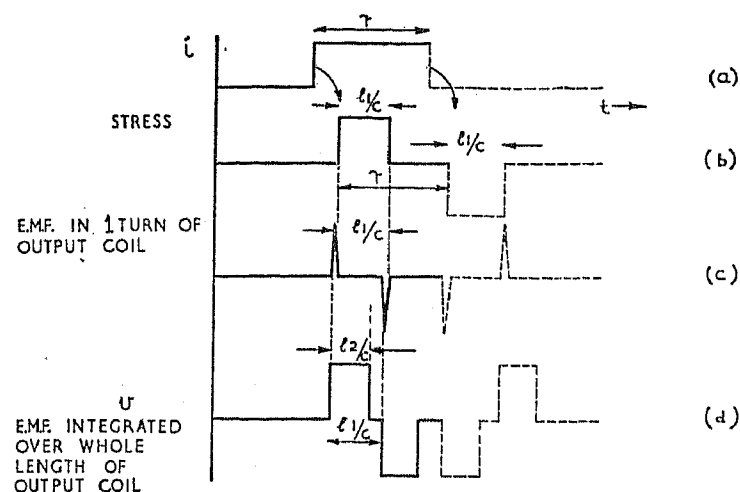 τ
i
(a)
t
STRESS
ℓ1/c
ℓ1/c
(b)
τ
E.M.F. IN 1 TURN OF
OUTPUT COIL
ℓ1/c
(c)
ℓ2/c
υ
(d)
E.M.F. INTEGRATED
OVER WHOLE
LENGTH OF
OUTPUT COIL
ℓ1/c